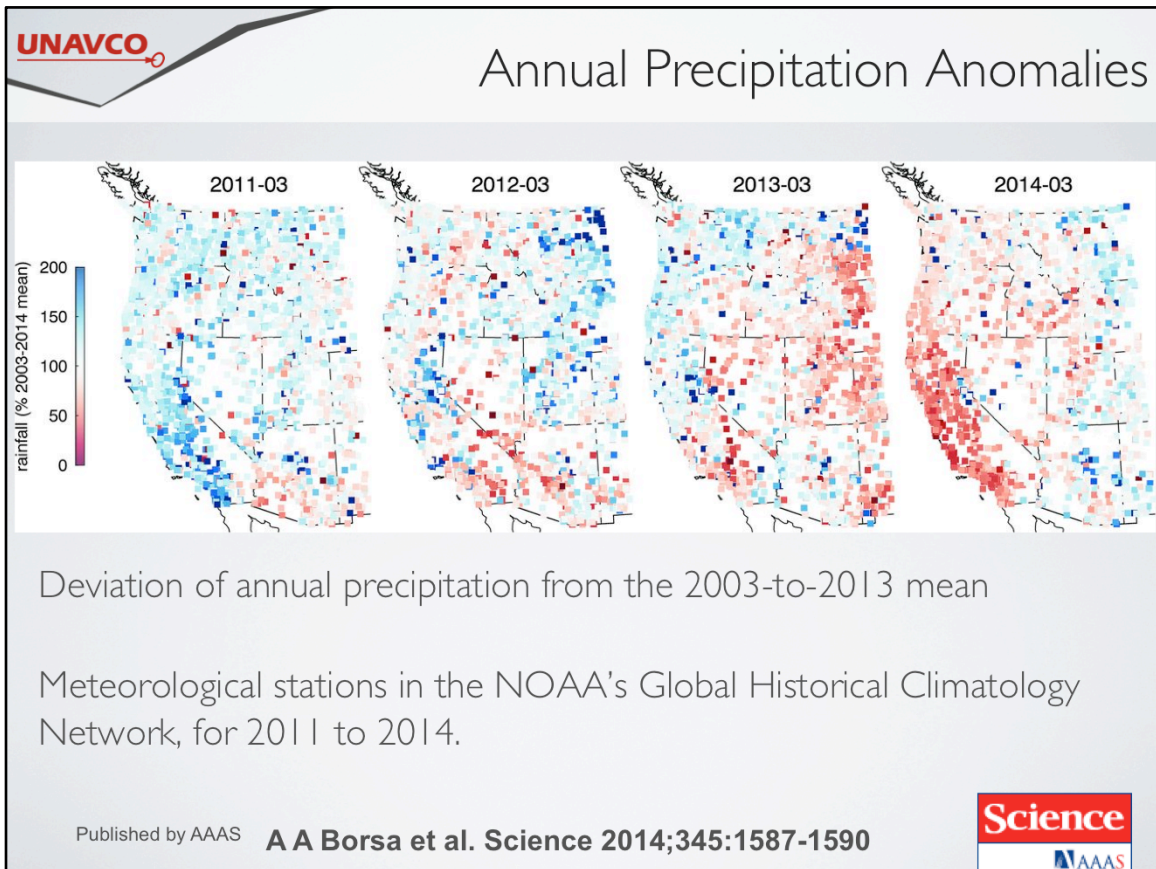 UNAVCO
Annual Precipitation Anomalies
2011-03
2012-03
2013-03
2014-03
rainfall (% 2003-2014 mean)
200
150
100
50
0
Deviation of annual precipitation from the 2003-to-2013 mean
Meteorological stations in the NOAA’s Global Historical Climatology
Network, for 2011 to 2014.
Published by AAAS
A A Borsa et al. Science 2014;345:1587-1590
Science
AAAS